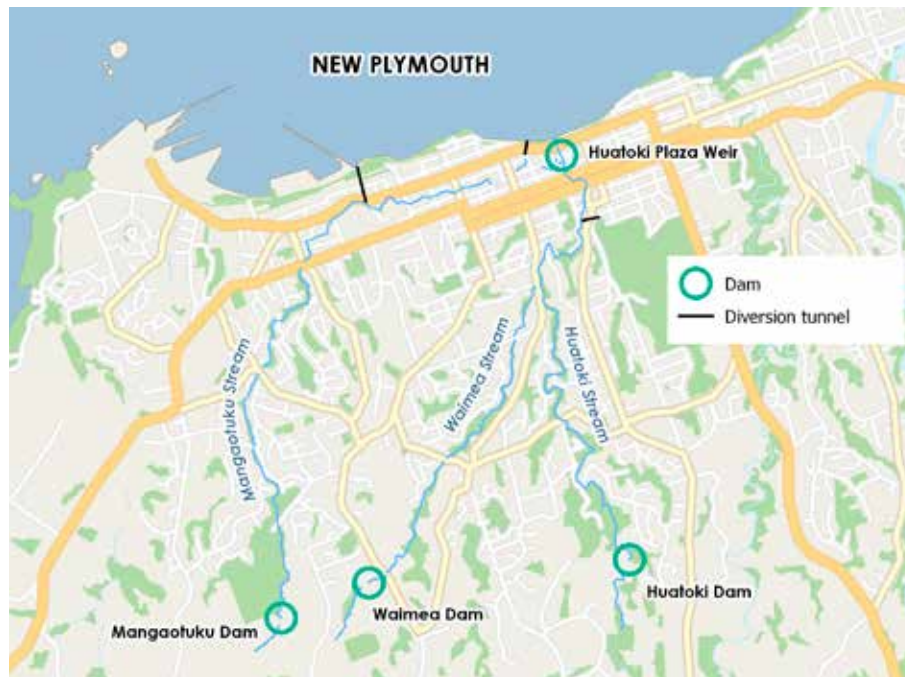 NEW PLYMOUTH
Huatoki Plaza Weir
Dam
Diversion tunnel
Mangaotuku Stream
Waimea Stream
Huatoki Stream
Mangaotuku Dam
Waimea Dam
Huatoki Dam